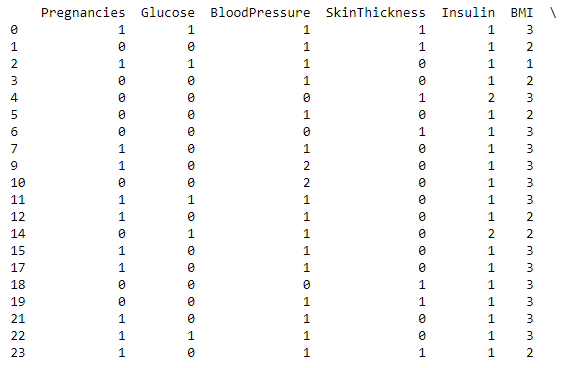 Pregnancies  Glucose  BloodPressure  SkinThickness  Insulin  BMI  \
0             1        1              1              1        1    3
1             0        0              1              1        1    2
2             1        1              1              0        1    1
3             0        0              1              0        1    2
4             0        0              0              1        2    3
5             0        0              1              0        1    2
6             0        0              0              1        1    3
7             1        0              1              0        1    3
9             1        0              2              0        1    3
10            0        0              2              0        1    3
11            1        1              1              0        1    3
12            1        0              1              0        1    2
14            0        1              1              0        2    2
15            1        0              1              0        1    3
17            1        0              1              0        1    3
18            0        0              0              1        1    3
19            0        0              1              1        1    3
21            1        0              1              0        1    3
22            1        1              1              0        1    3
23            1        0              1              1        1    2